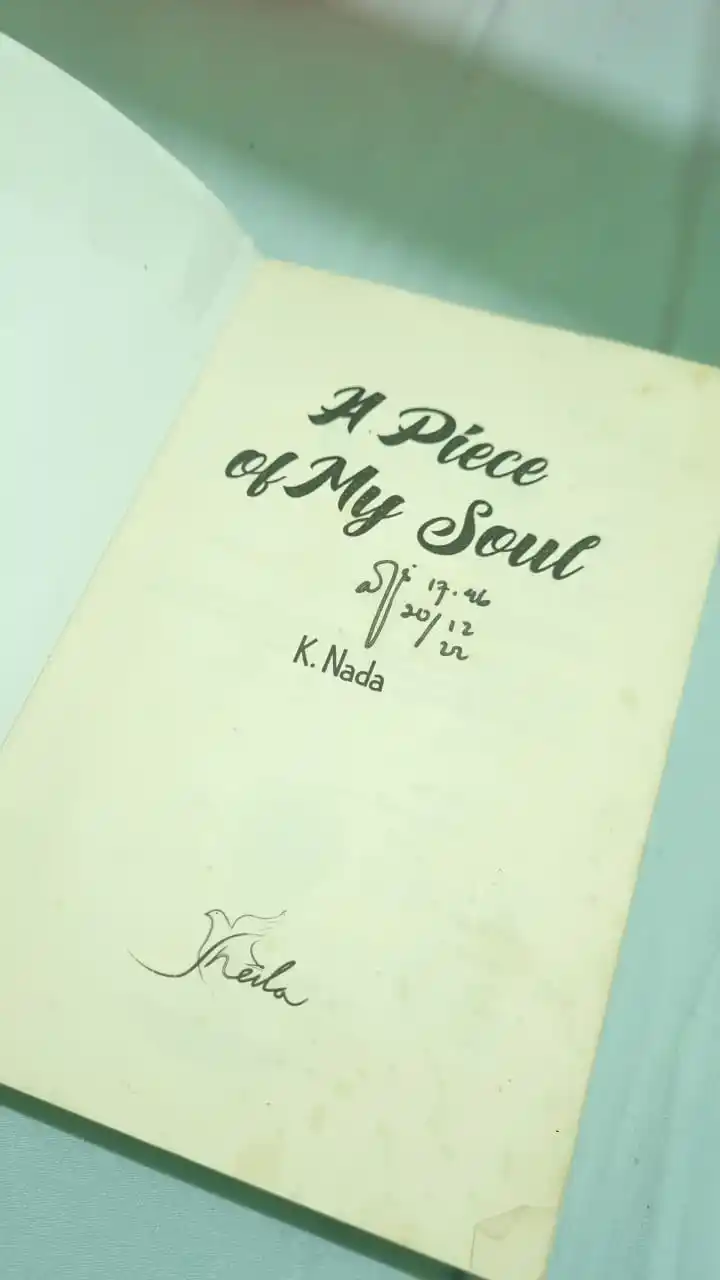 A Piece
of My Soul
17.46
20/12
22
K. Nada
Sheila